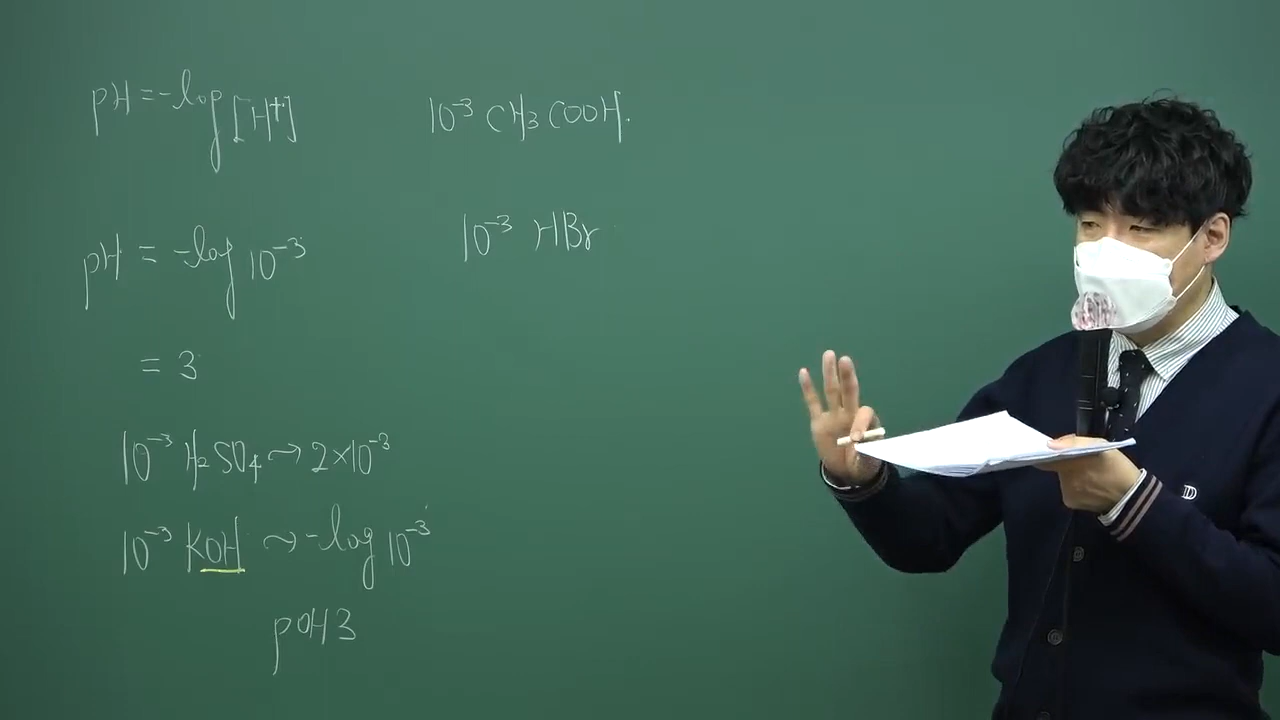 pH = -log [H⁺]
pH = -log 10⁻³
= 3
10⁻³ H₂SO₄ → 2×10⁻³
10⁻³ KOH → -log 10⁻³
pOH 3
10⁻³ CH₃COOH.
10⁻³ HBr